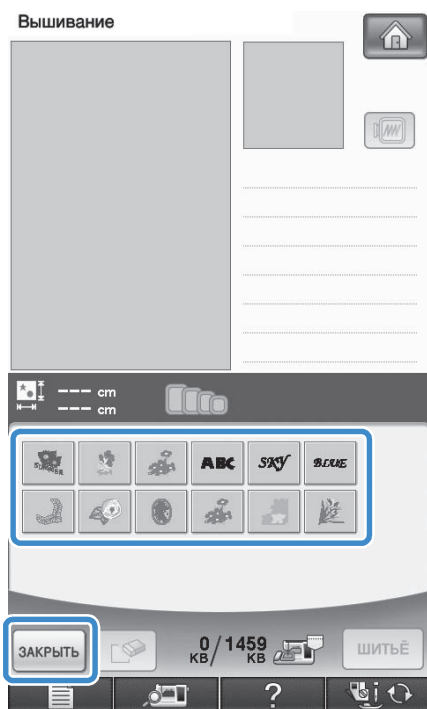 Вышивание
--- cm
--- cm
ABC SKY BLUE
ЗАКРЫТЬ
0/1459
KB KB
ШИТЬЁ
?